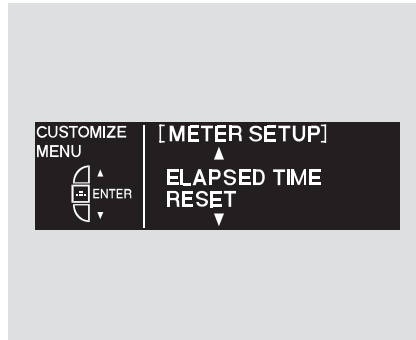 CUSTOMIZE
MENU
ENTER
[METER SETUP]
ELAPSED TIME
RESET